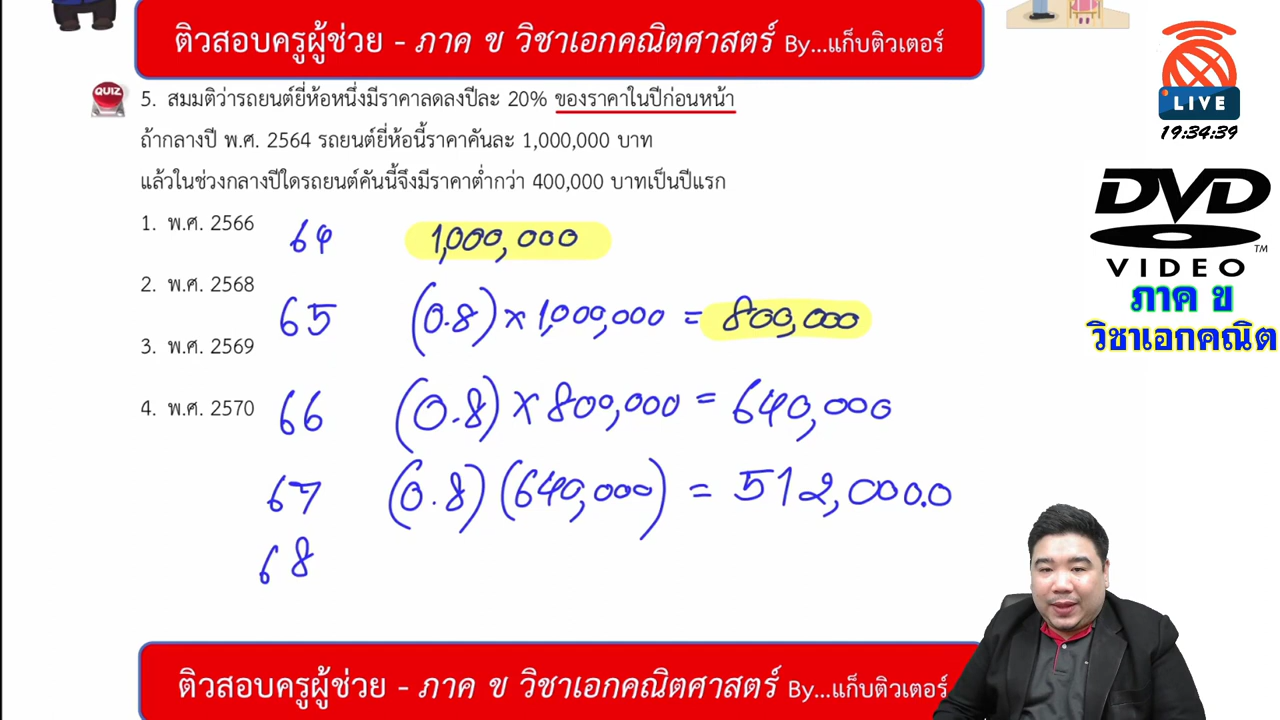 ติวสอบครูผู้ช่วย - ภาค ข วิชาเอกคณิตศาสตร์ By...แก็บติวเตอร์
LIVE
19:34:39
QUIZ
5. สมมติว่ารถยนต์ยี่ห้อหนึ่งมีราคาลดลงปีละ 20% ของราคาในปีก่อนหน้า
ถ้ากลางปี พ.ศ. 2564 รถยนต์ยี่ห้อนี้ราคาคันละ 1,000,000 บาท
แล้วในช่วงกลางปีใดรถยนต์คันนี้จึงมีราคาต่ำกว่า 400,000 บาทเป็นปีแรก
DVD
TM
VIDEO
ภาค ข
วิชาเอกคณิต
1. พ.ศ. 2566
64 1,000,000
2. พ.ศ. 2568
65 (0.8) × 1,000,000 = 800,000
3. พ.ศ. 2569
4. พ.ศ. 2570
66 (0.8) × 800,000 = 640,000
67 (0.8) (640,000) = 512,000.0
68
ติวสอบครูผู้ช่วย - ภาค ข วิชาเอกคณิตศาสตร์ By...แก็บติวเตอร์